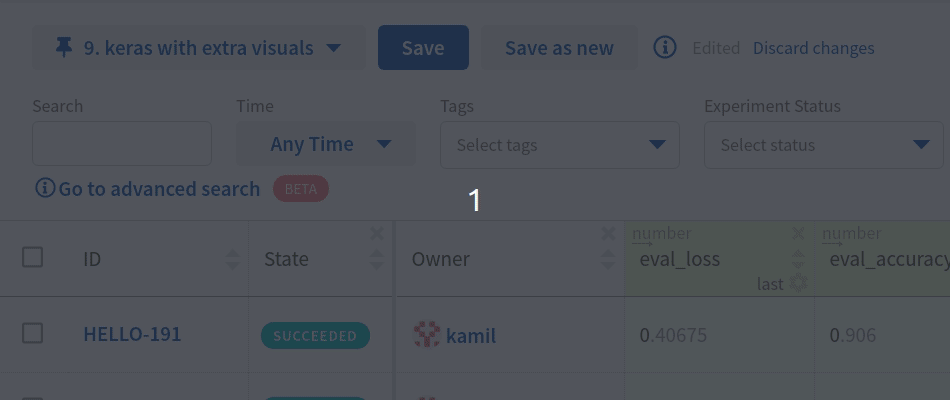 9. keras with extra visuals Save Save as new Edited Discard changes
Search Time Tags Experiment Status
Any Time Select tags Select status
Go to advanced search BETA
1
ID State Owner number eval_loss last number eval_accuracy
HELLO-191 SUCCEEDED kamil 0.40675 0.906